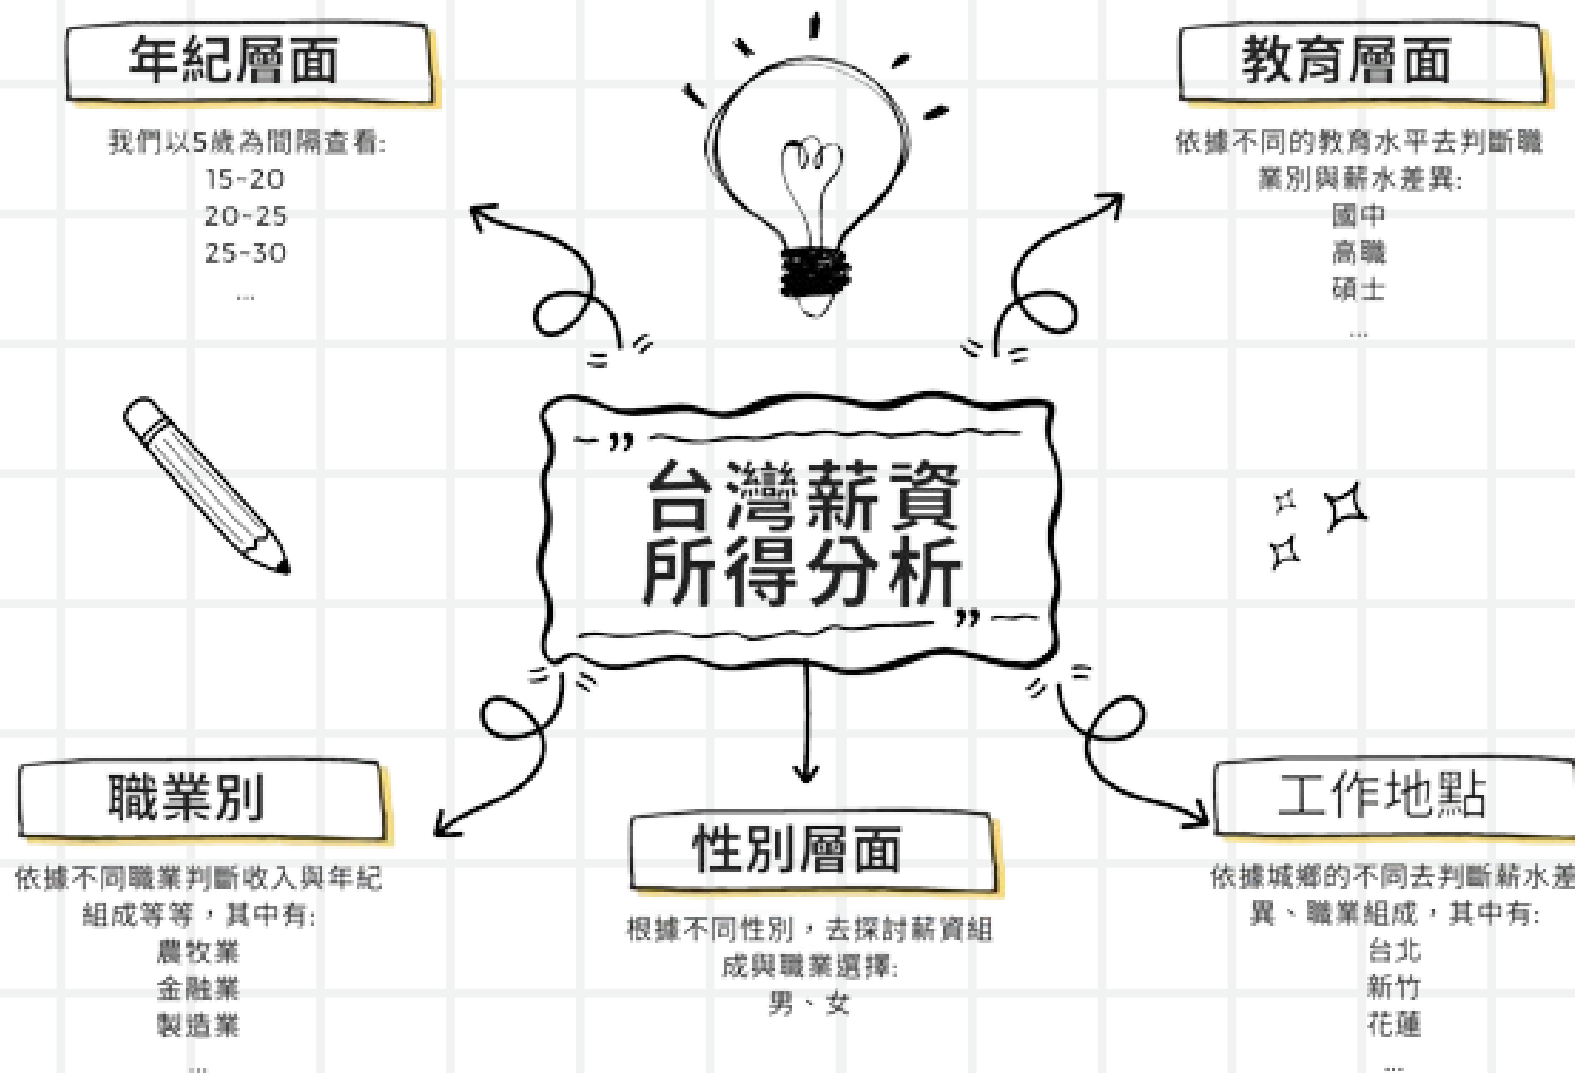 年紀層面
我們以5歲為間隔查看:
15-20
20-25
25-30
...
教育層面
依據不同的教育水平去判斷職
業別與薪水差異:
國中
高職
碩士
...
台灣薪資
所得分析
職業別
依據不同職業判斷收入與年紀
組成等等，其中有:
農牧業
金融業
製造業
...
性別層面
根據不同性別，去探討薪資組
成與職業選擇:
男、女
工作地點
依據城鄉的不同去判斷薪水差
異、職業組成，其中有:
台北
新竹
花蓮
...